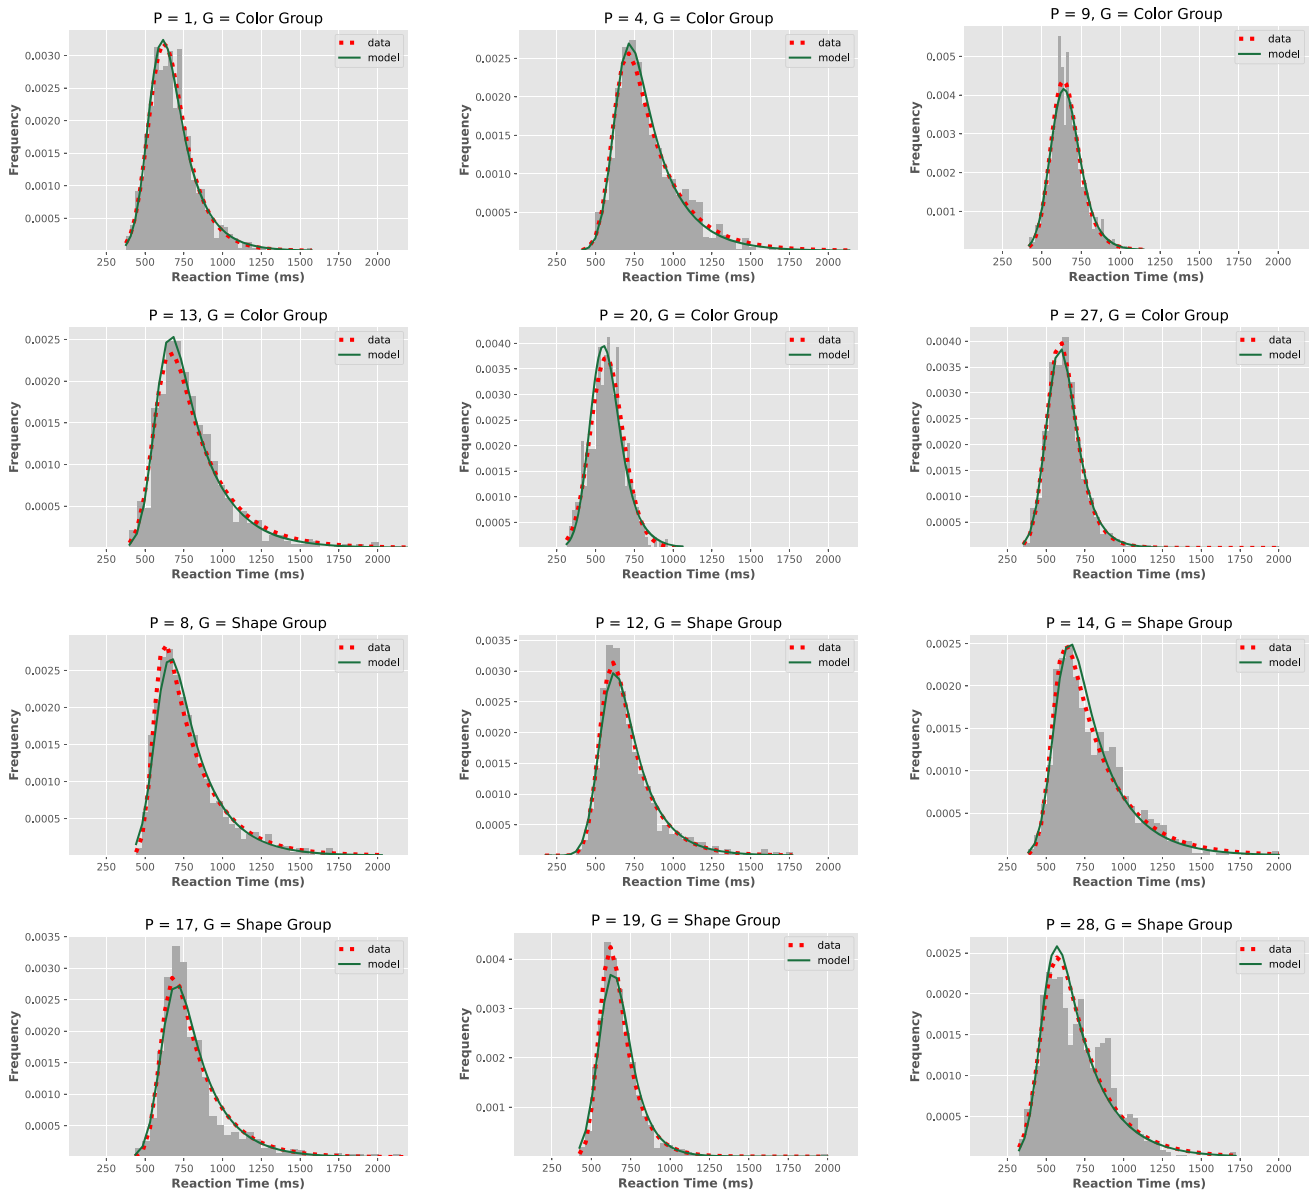 P = 1, G = Color Group
data
model
0.0030
0.0025
0.0020
0.0015
0.0010
0.0005
Frequency
250 500 750 1000 1250 1500 1750 2000
Reaction Time (ms)
P = 4, G = Color Group
data
model
0.0025
0.0020
0.0015
0.0010
0.0005
Frequency
250 500 750 1000 1250 1500 1750 2000
Reaction Time (ms)
P = 9, G = Color Group
data
model
0.005
0.004
0.003
0.002
0.001
Frequency
250 500 750 1000 1250 1500 1750 2000
Reaction Time (ms)
P = 13, G = Color Group
data
model
0.0025
0.0020
0.0015
0.0010
0.0005
Frequency
250 500 750 1000 1250 1500 1750 2000
Reaction Time (ms)
P = 20, G = Color Group
data
model
0.0040
0.0035
0.0030
0.0025
0.0020
0.0015
0.0010
0.0005
Frequency
250 500 750 1000 1250 1500 1750 2000
Reaction Time (ms)
P = 27, G = Color Group
data
model
0.0040
0.0035
0.0030
0.0025
0.0020
0.0015
0.0010
0.0005
Frequency
250 500 750 1000 1250 1500 1750 2000
Reaction Time (ms)
P = 8, G = Shape Group
data
model
0.0025
0.0020
0.0015
0.0010
0.0005
Frequency
250 500 750 1000 1250 1500 1750 2000
Reaction Time (ms)
P = 12, G = Shape Group
data
model
0.0035
0.0030
0.0025
0.0020
0.0015
0.0010
0.0005
Frequency
250 500 750 1000 1250 1500 1750 2000
Reaction Time (ms)
P = 14, G = Shape Group
data
model
0.0025
0.0020
0.0015
0.0010
0.0005
Frequency
250 500 750 1000 1250 1500 1750 2000
Reaction Time (ms)
P = 17, G = Shape Group
data
model
0.0035
0.0030
0.0025
0.0020
0.0015
0.0010
0.0005
Frequency
250 500 750 1000 1250 1500 1750 2000
Reaction Time (ms)
P = 19, G = Shape Group
data
model
0.004
0.003
0.002
0.001
Frequency
250 500 750 1000 1250 1500 1750 2000
Reaction Time (ms)
P = 28, G = Shape Group
data
model
0.0025
0.0020
0.0015
0.0010
0.0005
Frequency
250 500 750 1000 1250 1500 1750 2000
Reaction Time (ms)